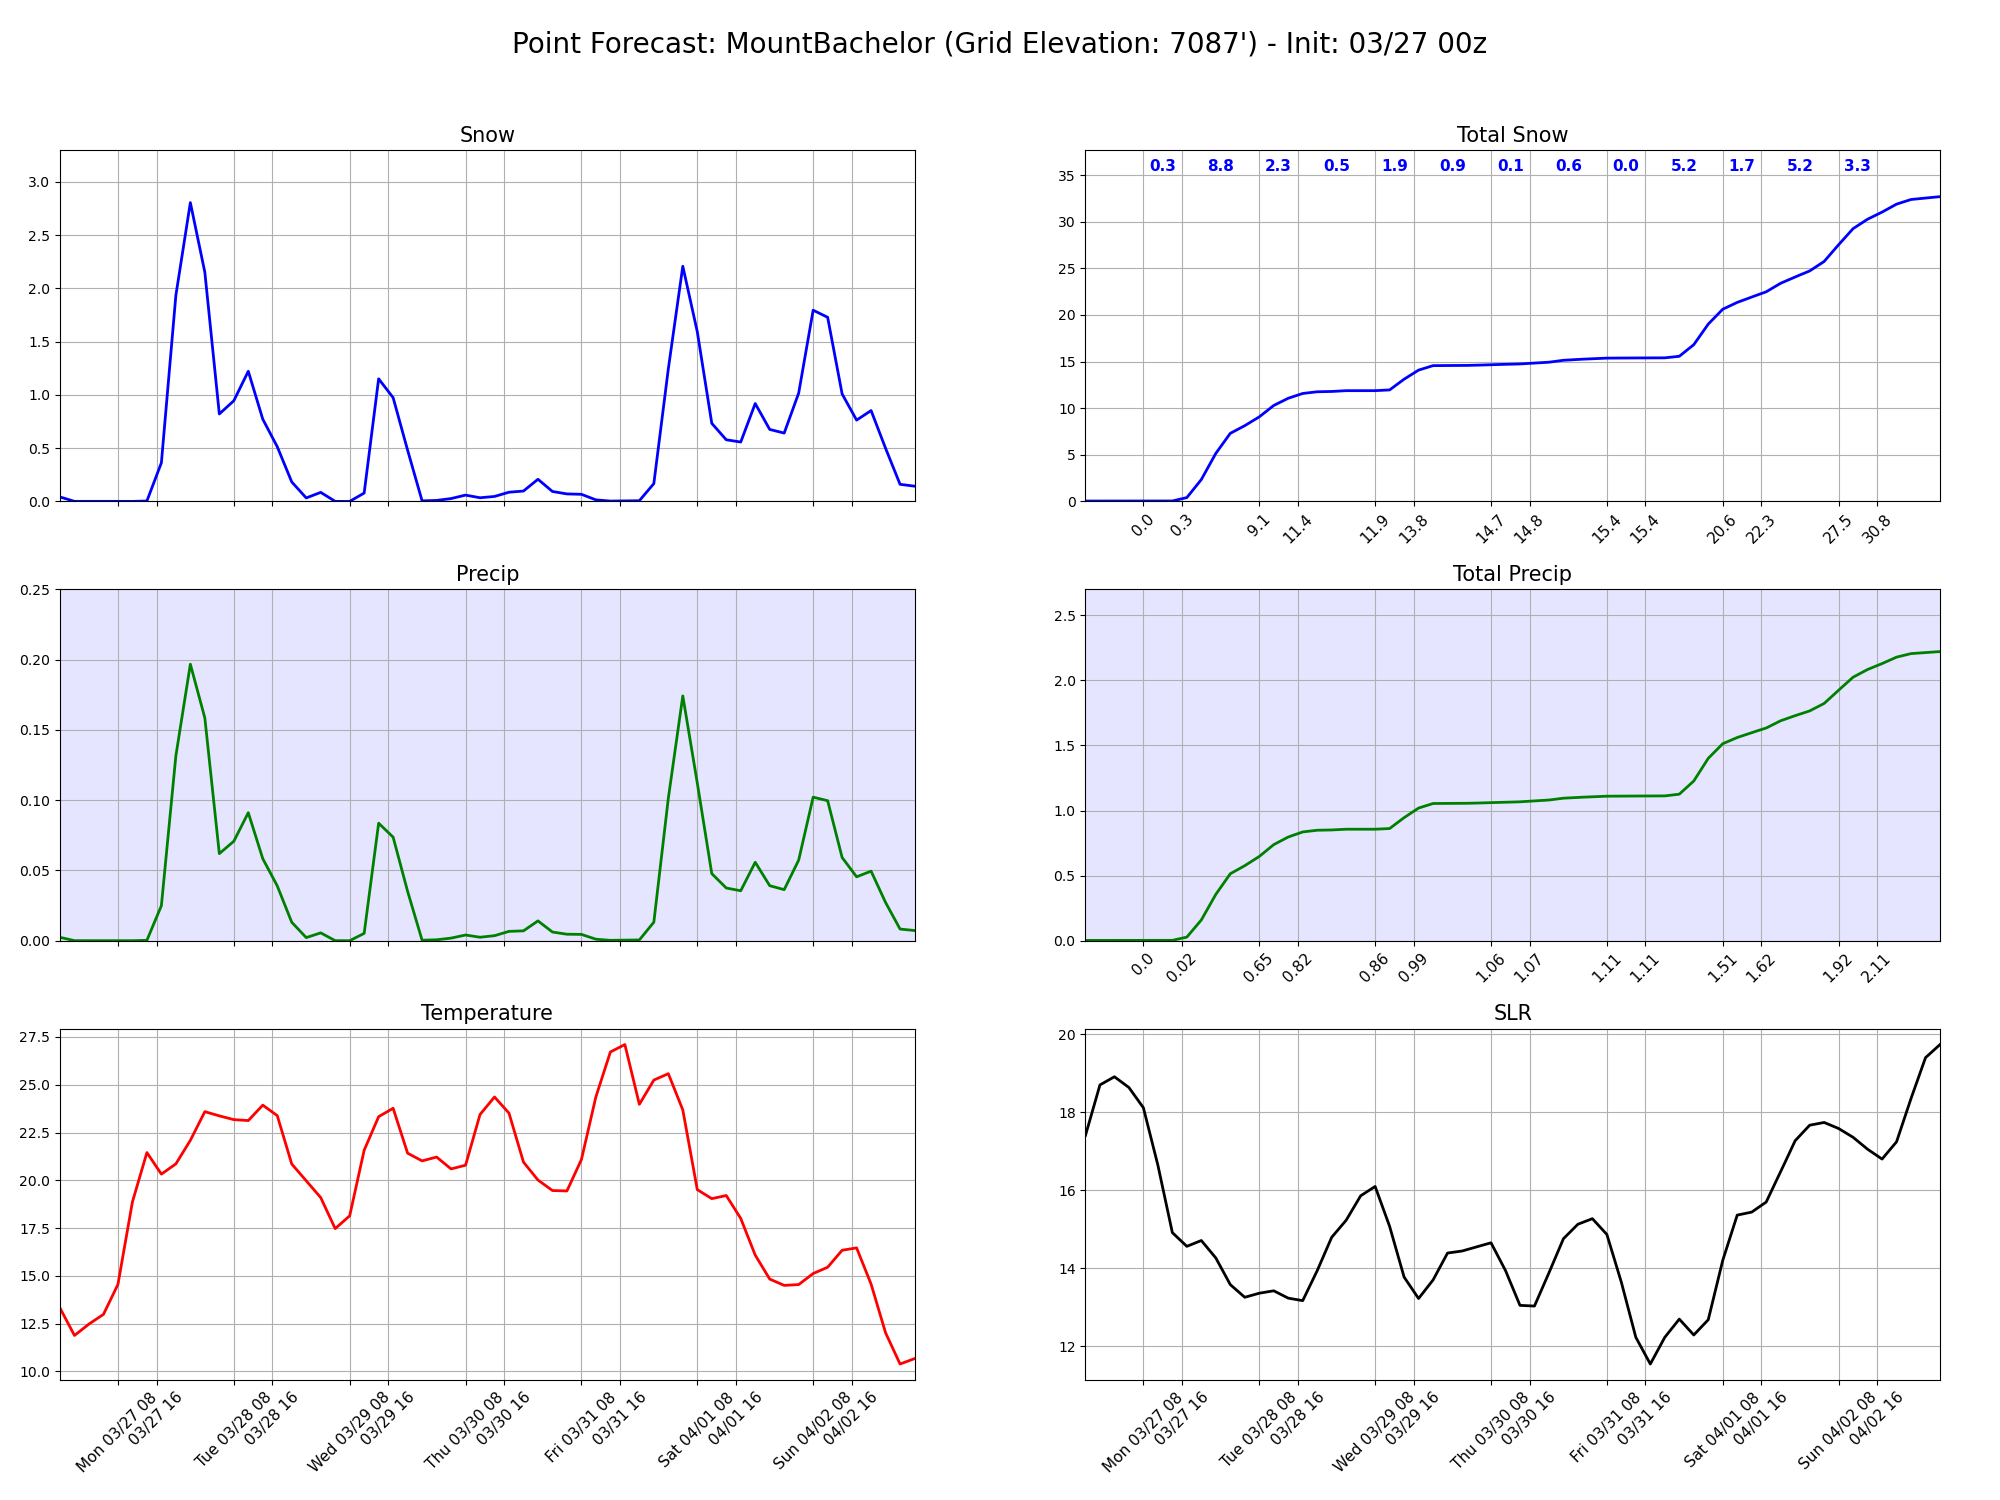 Point Forecast: MountBachelor (Grid Elevation: 7087') - Init: 03/27 00z
Snow
3.0
2.5
2.0
1.5
1.0
0.5
0.0
Total Snow
0.3 8.8 2.3 0.5 1.9 0.9 0.1 0.6 0.0 5.2 1.7 5.2 3.3
35
30
25
20
15
10
5
0
0.0 0.3 9.1 11.4 11.9 13.8 14.7 14.8 15.4 15.4 20.6 22.3 27.5 30.8
Precip
0.25
0.20
0.15
0.10
0.05
0.00
Total Precip
2.5
2.0
1.5
1.0
0.5
0.0
0.0 0.02 0.65 0.82 0.86 0.99 1.06 1.07 1.11 1.11 1.51 1.62 1.92 2.11
Temperature
27.5
25.0
22.5
20.0
17.5
15.0
12.5
10.0
Mon 03/27 08
03/27 16
Tue 03/28 08
03/28 16
Wed 03/29 08
03/29 16
Thu 03/30 08
03/30 16
Fri 03/31 08
03/31 16
Sat 04/01 08
04/01 16
Sun 04/02 08
04/02 16
SLR
20
18
16
14
12
Mon 03/27 08
03/27 16
Tue 03/28 08
03/28 16
Wed 03/29 08
03/29 16
Thu 03/30 08
03/30 16
Fri 03/31 08
03/31 16
Sat 04/01 08
04/01 16
Sun 04/02 08
04/02 16